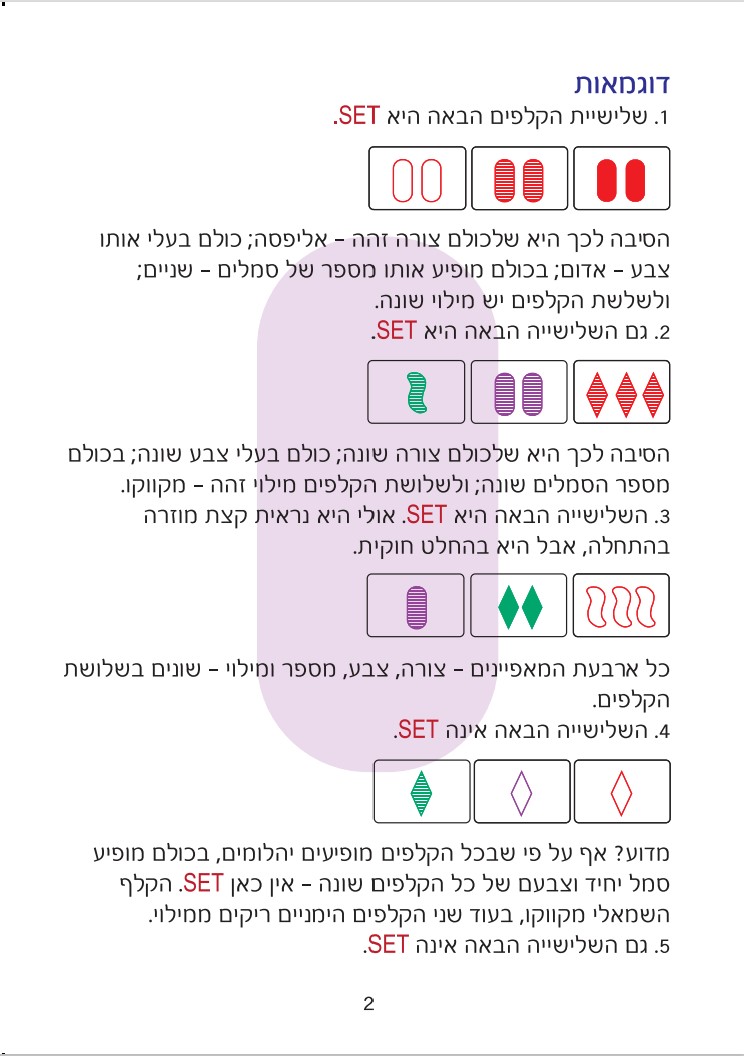 דוגמאות
1. שלישיית הקלפים הבאה היא SET.
הסיבה לכך היא שלכולם צורה זהה – אליפסה; כולם בעלי אותו
צבע – אדום; בכולם מופיע אותו מספר של סמלים – שניים;
ולשלשת הקלפים יש מילוי שונה.
2. גם השלישייה הבאה היא SET.
הסיבה לכך היא שלכולם צורה שונה; כולם בעלי צבע שונה; בכולם
מספר הסמלים שונה; ולשלושת הקלפים מילוי זהה – מקווקו.
3. השלישייה הבאה היא SET. אולי היא נראית קצת מוזרה
בהתחלה, אבל היא בהחלט חוקית.
כל ארבעת המאפיינים – צורה, צבע, מספר ומילוי – שונים בשלושת
הקלפים.
4. השלישייה הבאה אינה SET.
מדוע? אף על פי שבכל הקלפים מופיעים יהלומים, בכולם מופיע
סמל יחיד וצבעם של כל הקלפים שונה – אין כאן SET. הקלף
השמאלי מקווקו, בעוד שני הקלפים הימניים ריקים ממילוי.
5. גם השלישייה הבאה אינה SET.
2